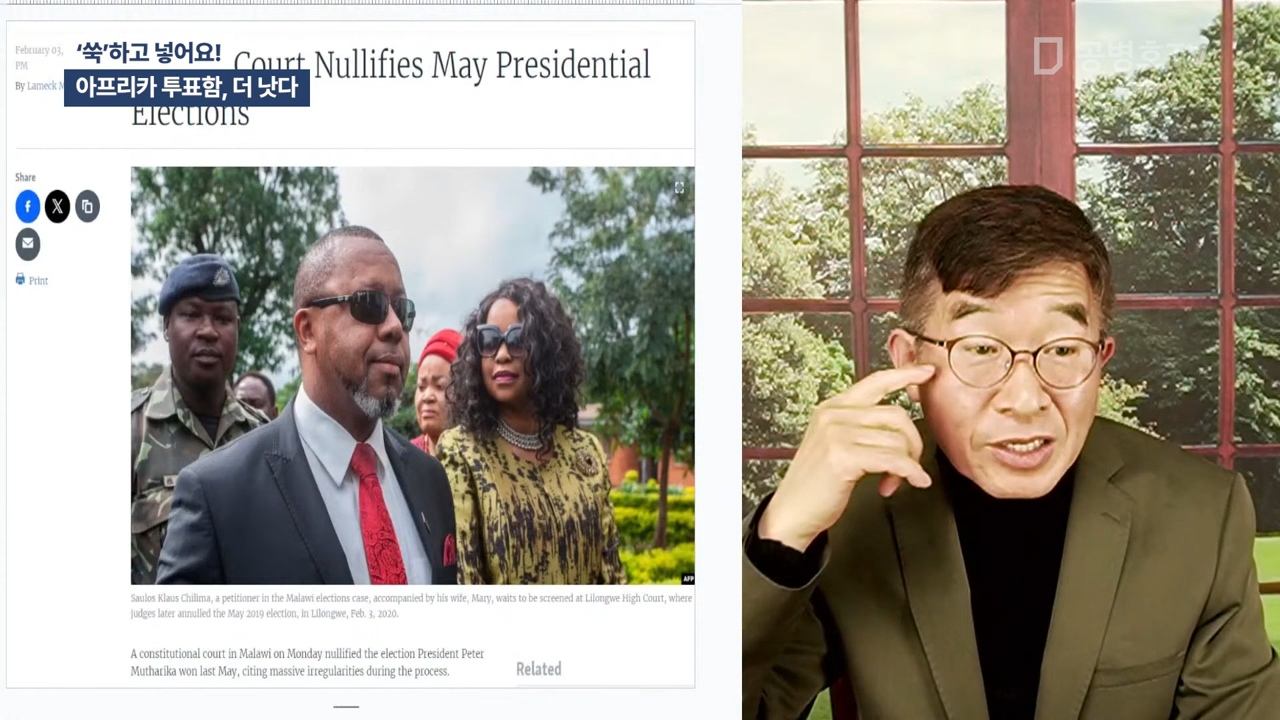 ‘쑥’하고 넣어요!
아프리카 투표함, 더 낫다
February 03,
PM
By Lameck M
Court Nullifies May Presidential
Elections
공병호
Share
Print
AFP
Saulos Klaus Chilima, a petitioner in the Malawi elections case, accompanied by his wife, Mary, waits to be screened at Lilongwe High Court, where
judges later annulled the May 2019 election, in Lilongwe, Feb. 3, 2020.
A constitutional court in Malawi on Monday nullified the election President Peter
Mutharika won last May, citing massive irregularities during the process.
Related